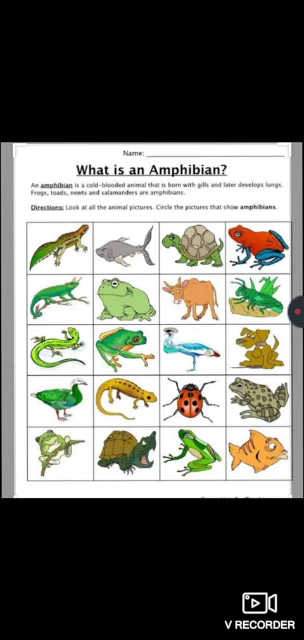 Name:
What is an Amphibian?
An amphibian is a cold-blooded animal that is born with gills and later develops lungs.
Frogs, toads, newts and salamanders are amphibians.
Directions: Look at all the animal pictures. Circle the pictures that show amphibians.
V RECORDER